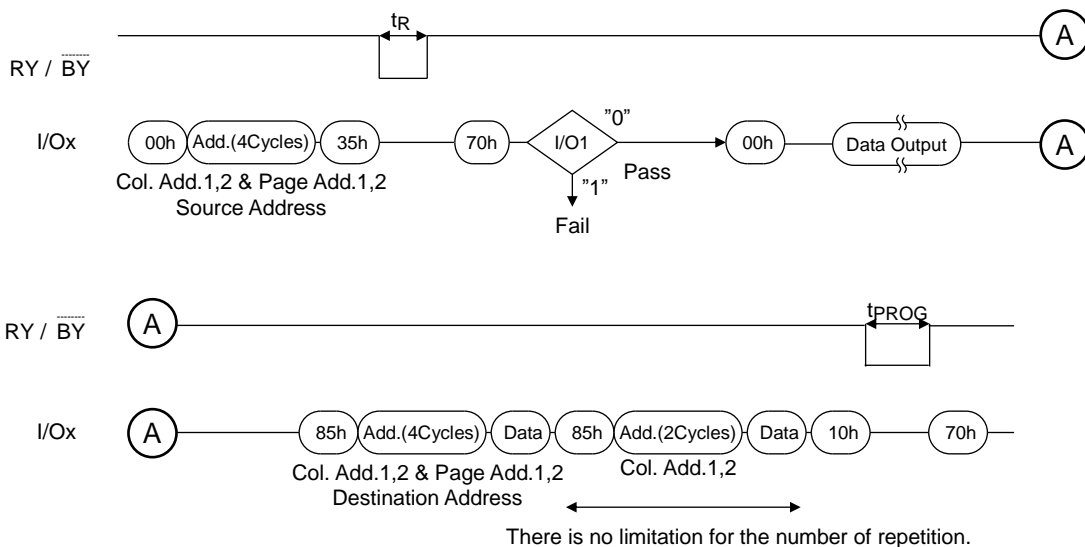 tR
A
RY / BY
I/Ox
00h
Add.(4Cycles)
35h
70h
I/O1
"0"
Pass
"1"
Fail
00h
Data Output
A
Col. Add.1,2 & Page Add.1,2
Source Address
A
RY / BY
tPROG
I/Ox
A
85h
Add.(4Cycles)
Data
85h
Add.(2Cycles)
Data
10h
70h
Col. Add.1,2 & Page Add.1,2
Destination Address
Col. Add.1,2
There is no limitation for the number of repetition.